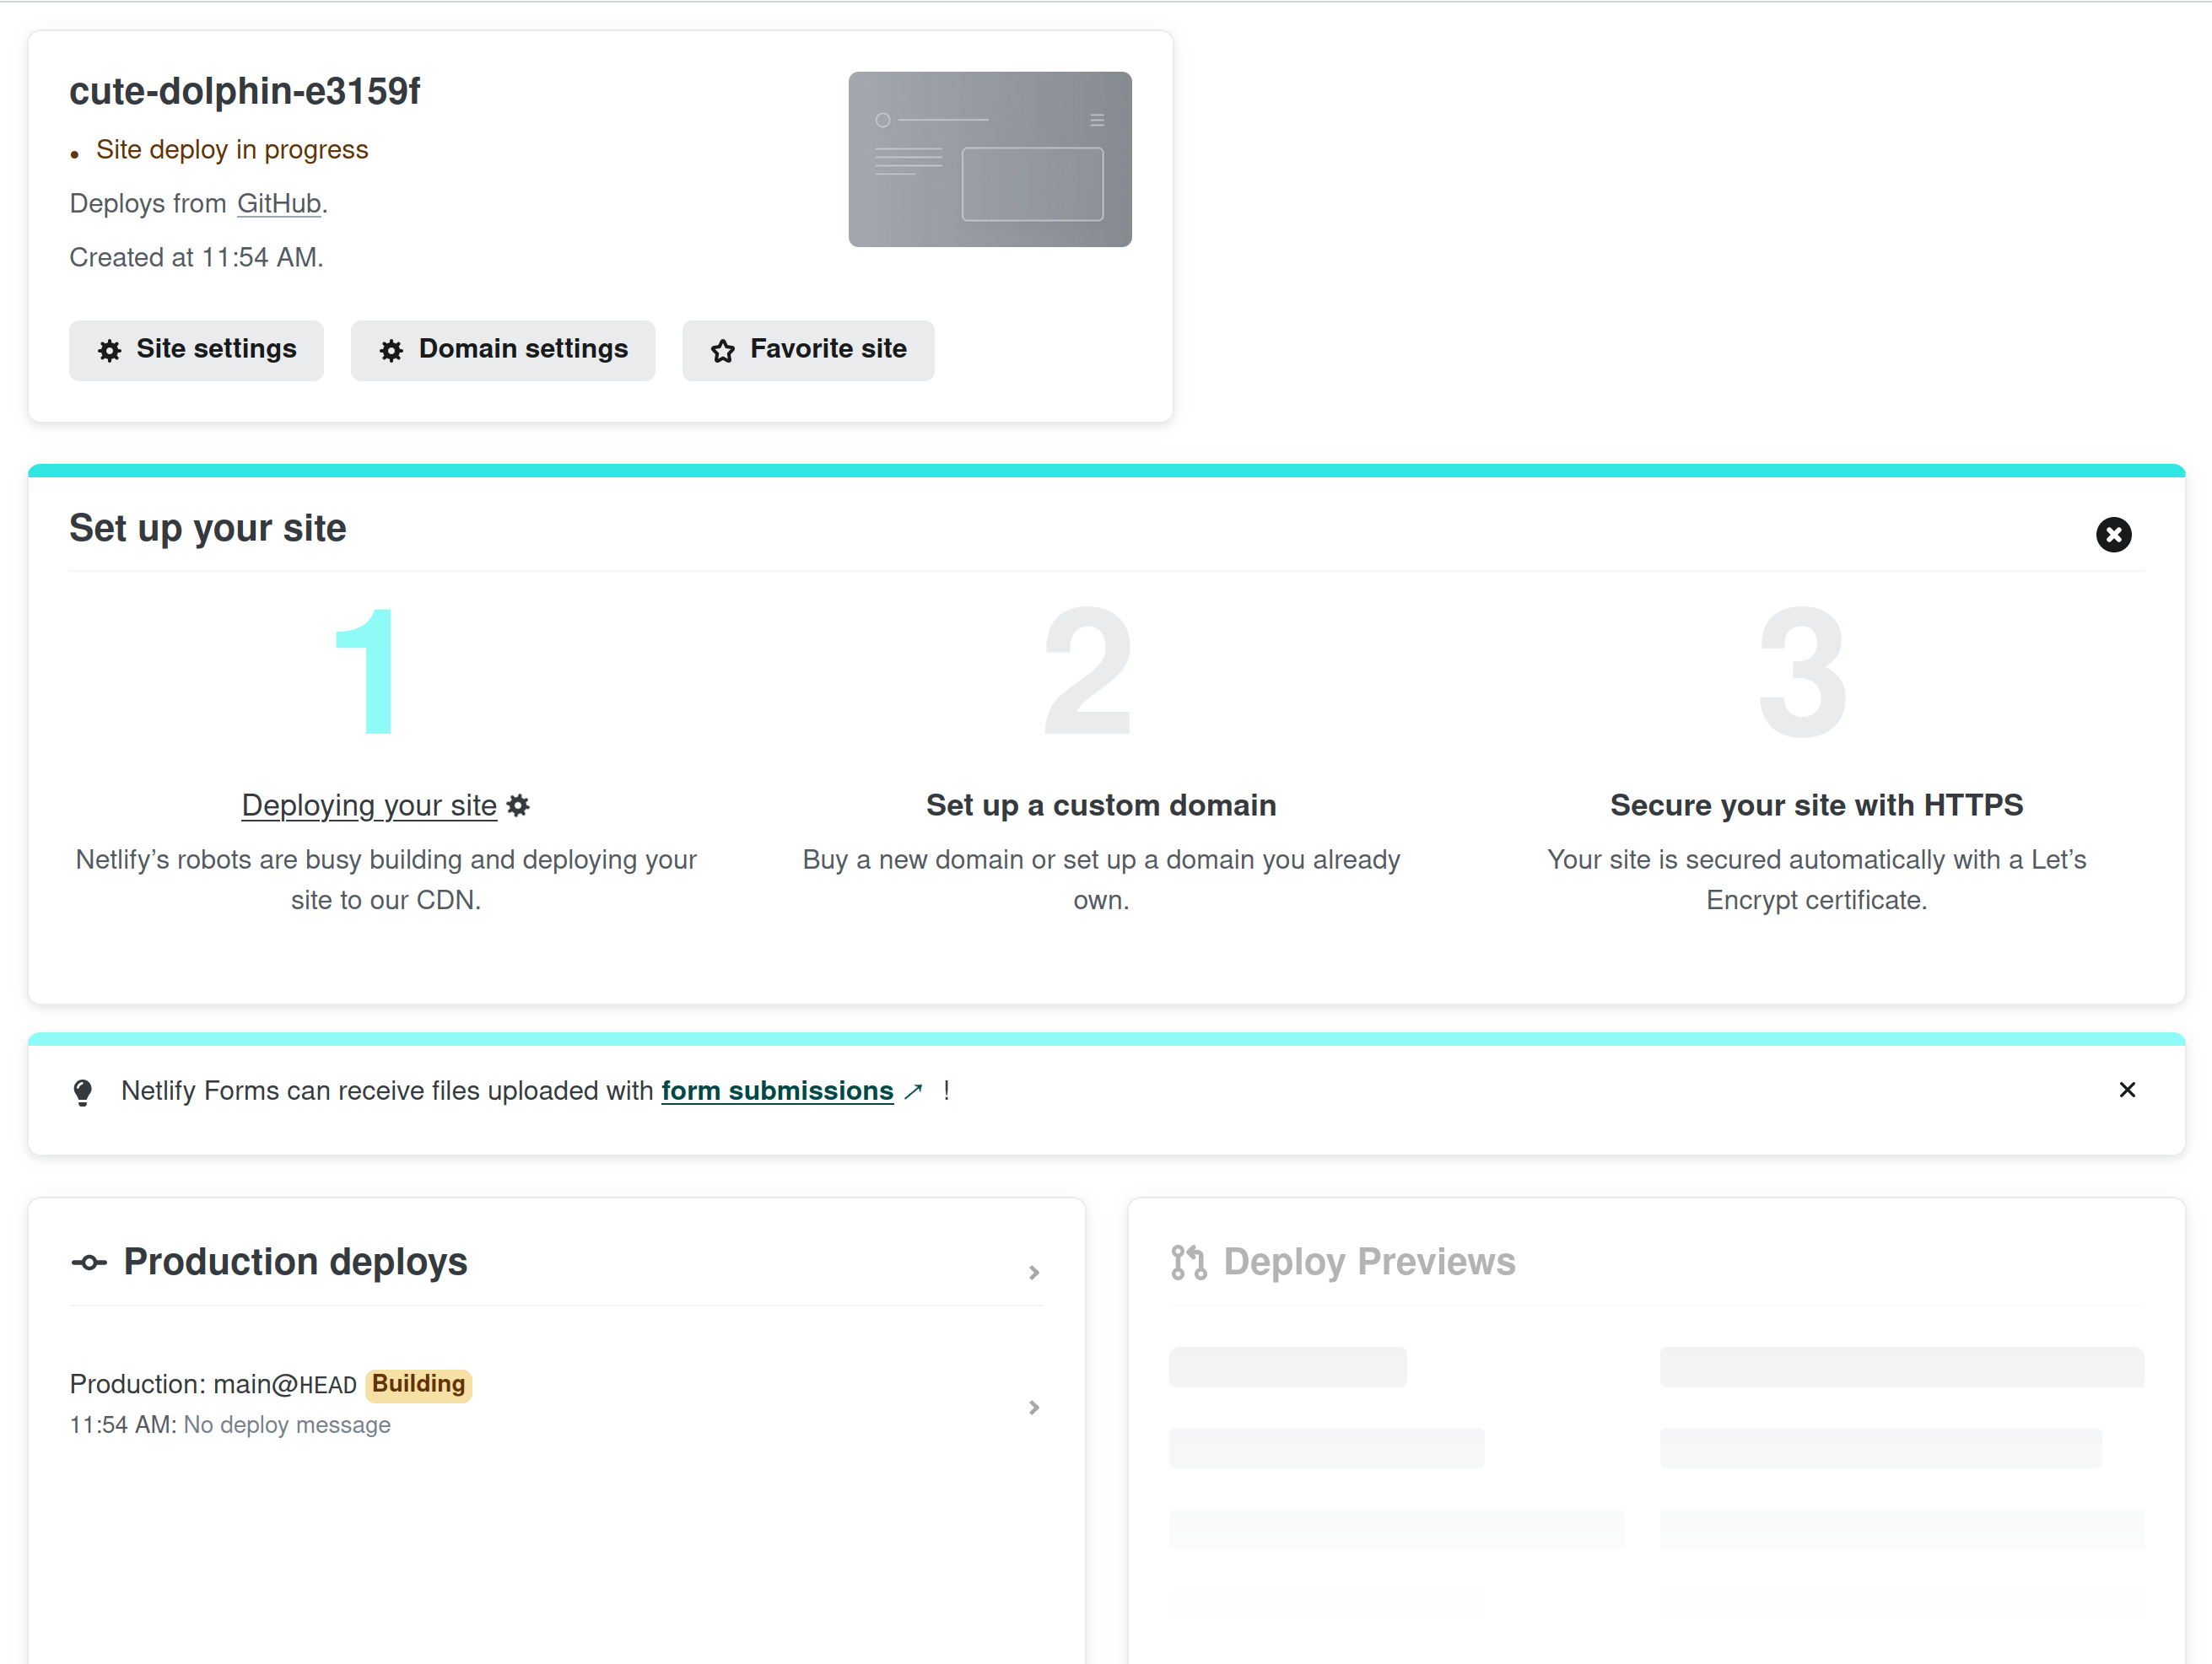 cute-dolphin-e3159f
Site deploy in progress
Deploys from GitHub.
Created at 11:54 AM.
Site settings
Domain settings
Favorite site
Set up your site
1
2
3
Deploying your site
Netlify’s robots are busy building and deploying your
site to our CDN.
Set up a custom domain
Buy a new domain or set up a domain you already
own.
Secure your site with HTTPS
Your site is secured automatically with a Let’s
Encrypt certificate.
Netlify Forms can receive files uploaded with form submissions !
Production deploys
Production: main@HEAD Building
11:54 AM: No deploy message
Deploy Previews